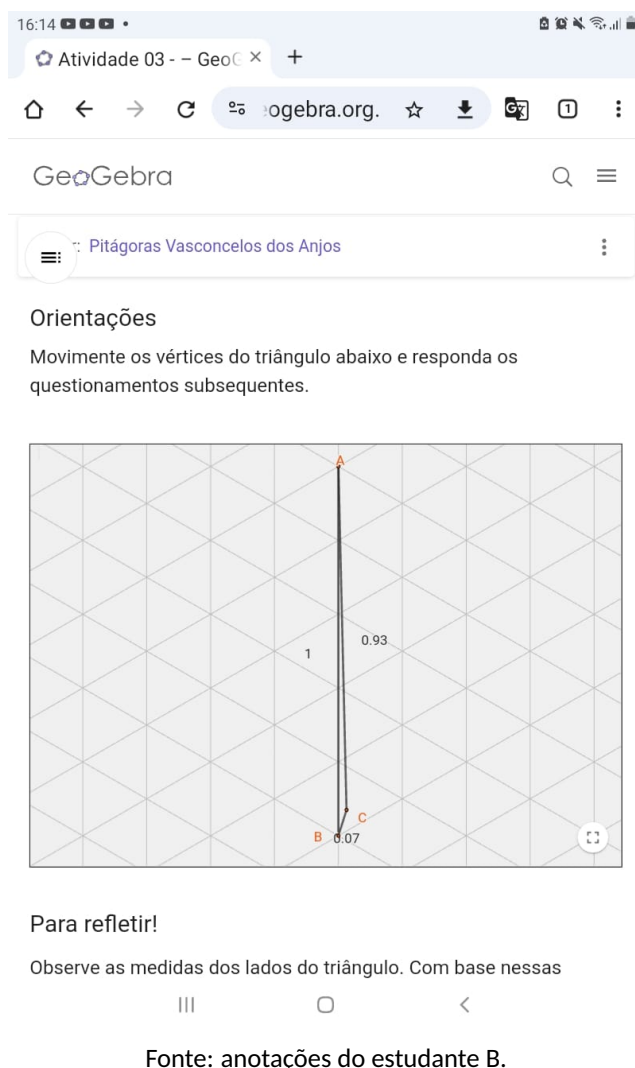 16:14
Atividade 03 - – GeoG
ogebra.org.
1
GeoGebra
r: Pitágoras Vasconcelos dos Anjos
Orientações
Movimente os vértices do triângulo abaixo e responda os
questionamentos subsequentes.
A
0.93
1
C
B 0.07
Para refletir!
Observe as medidas dos lados do triângulo. Com base nessas
Fonte: anotações do estudante B.